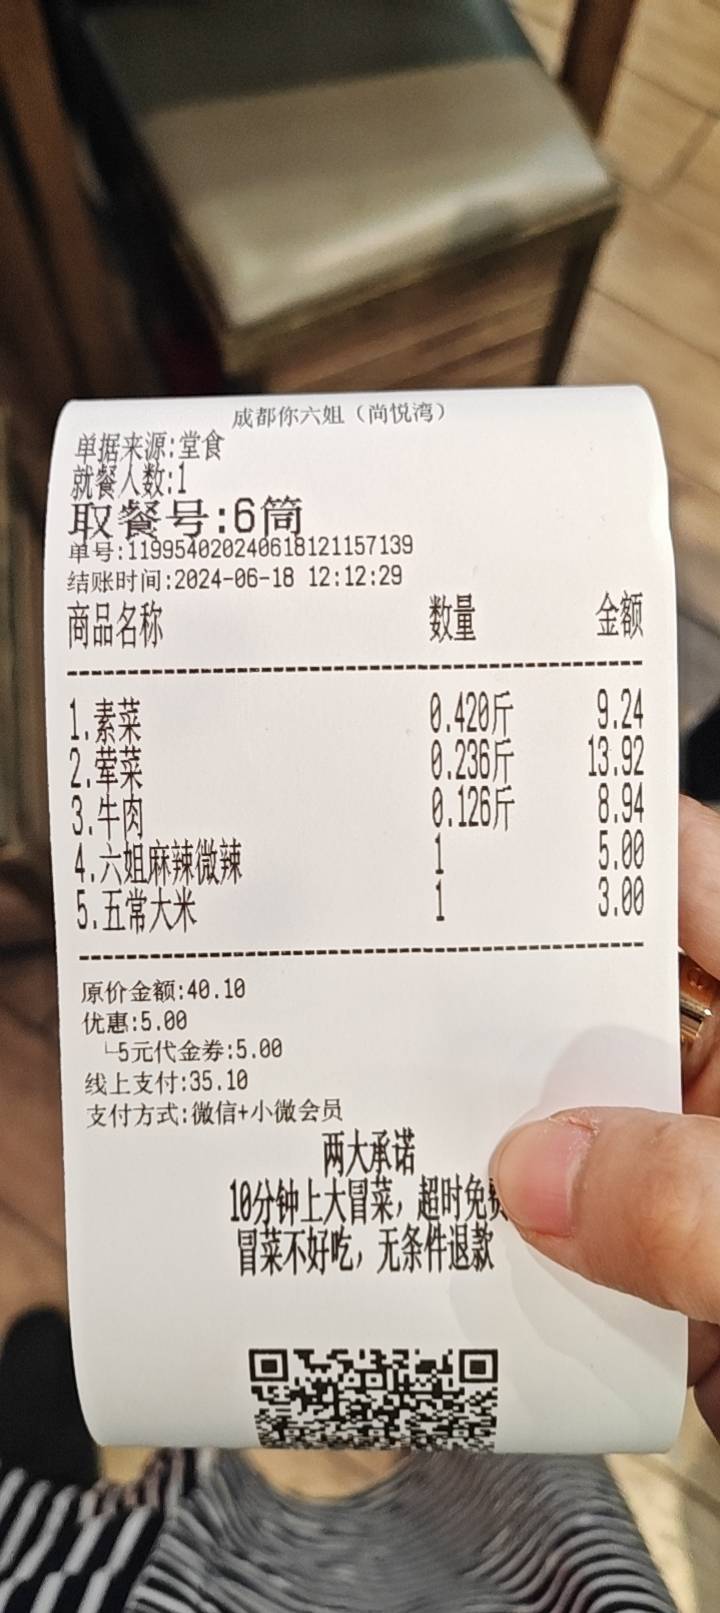 成都你六姐（尚悦湾）
单据来源:堂食
就餐人数:1
取餐号:6筒
单号:119954020240618121157139
结账时间:2024-06-18 12:12:29
商品名称 数量 金额
1.素菜 0.420斤 9.24
2.荤菜 0.236斤 13.92
3.牛肉 0.126斤 8.94
4.六姐麻辣微辣 1 5.00
5.五常大米 1 3.00
原价金额:40.10
优惠:5.00
└5元代金券:5.00
线上支付:35.10
支付方式:微信+小微会员
两大承诺
10分钟上大冒菜，超时免费
冒菜不好吃，无条件退款